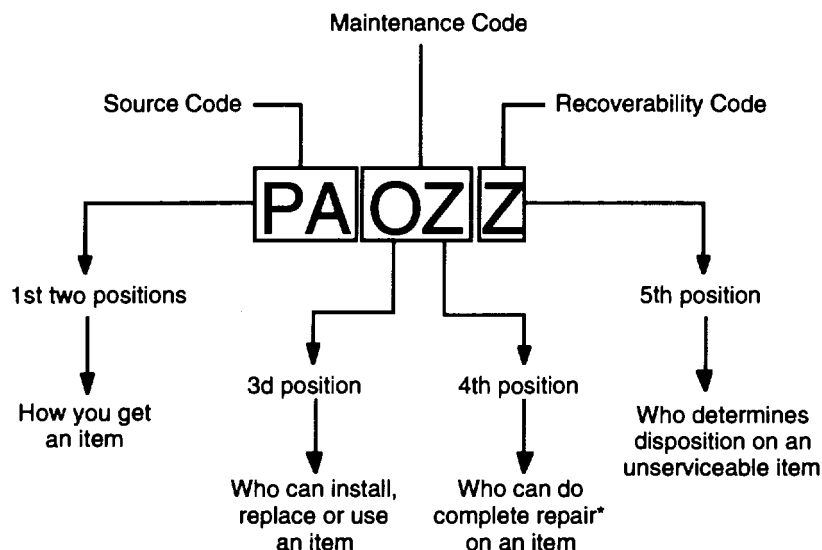 Maintenance Code
Source Code
Recoverability Code
PA OZ Z
1st two positions
5th position
3d position
4th position
How you get
an item
Who determines
disposition on an
unserviceable item
Who can install,
replace or use
an item
Who can do
complete repair*
on an item